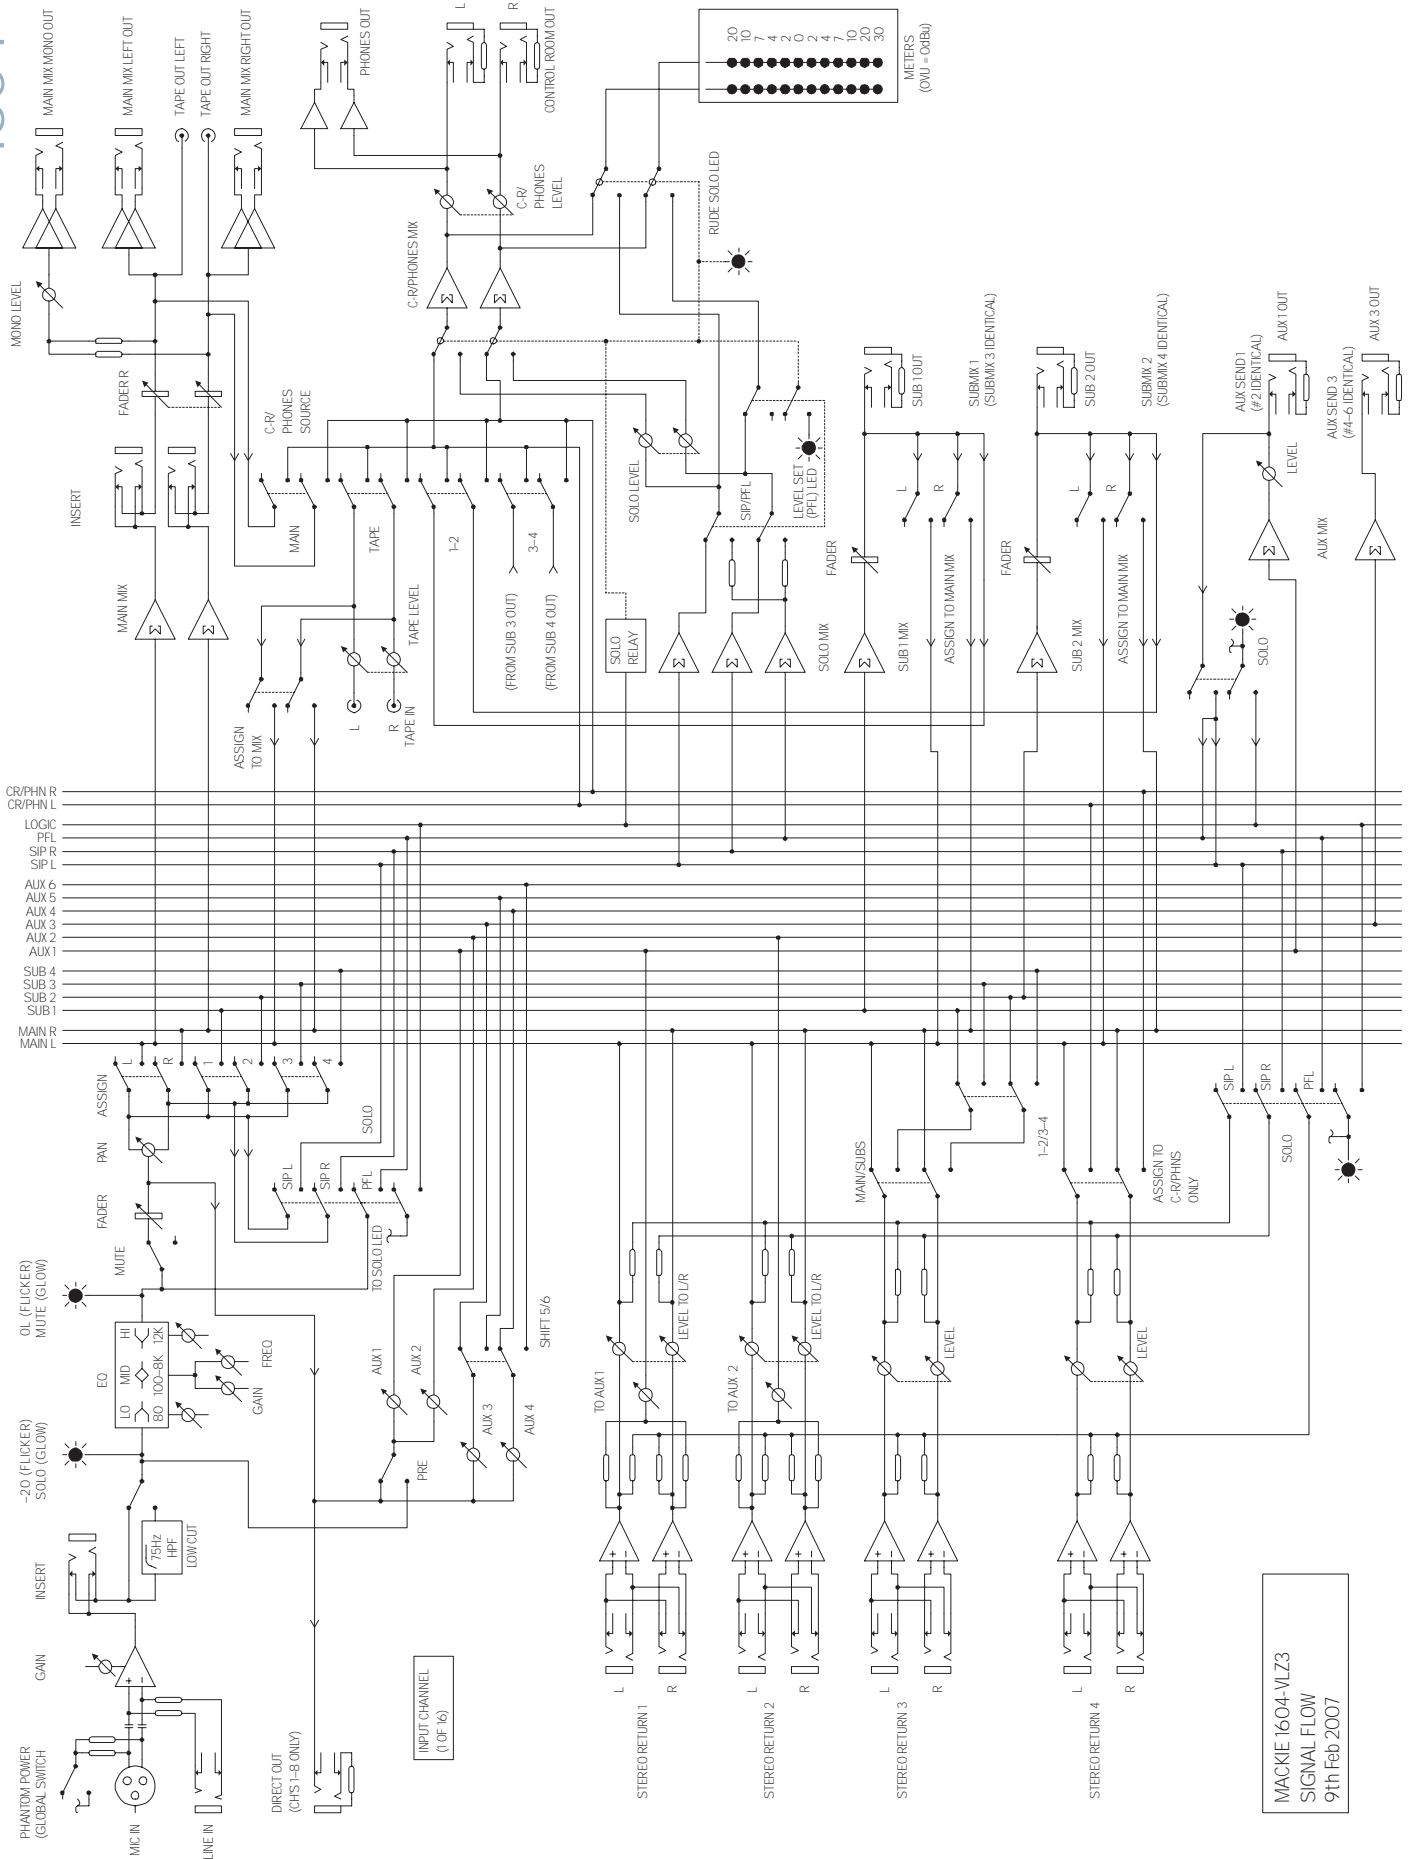 MAIN MIX MONO OUT
MAIN MIX LEFT OUT
TAPE OUT LEFT
TAPE OUT RIGHT
MAIN MIX RIGHT OUT
MONO LEVEL
FADER R
INSERT
MAIN MIX
PHONES OUT
L
R
CONTROL ROOM OUT
C-R/
PHONES
LEVEL
C-R/PHONES MIX
C-R/
PHONES
SOURCE
MAIN
TAPE
1–2
3–4
(FROM SUB 3 OUT)
(FROM SUB 4 OUT)
ASSIGN
TO MIX
TAPE LEVEL
L
R
TAPE IN
20
10
7
4
2
0
2
4
7
10
20
30
METERS
(0VU = 0dBu)
RUDE SOLO LED
SOLO LEVEL
SIP/PFL
LEVEL SET
(PFL) LED
SOLO
RELAY
SOLO MIX
SUB 1 OUT
SUBMIX 1
(SUBMIX 3 IDENTICAL)
FADER
L
R
SUB 1 MIX
ASSIGN TO MAIN MIX
SUB 2 OUT
SUBMIX 2
(SUBMIX 4 IDENTICAL)
FADER
L
R
SUB 2 MIX
ASSIGN TO MAIN MIX
AUX SEND 1
(#2 IDENTICAL)
AUX 1 OUT
LEVEL
AUX SEND 3
(#4–6 IDENTICAL)
AUX 3 OUT
AUX MIX
SOLO
Σ
Σ
Σ
Σ
Σ
Σ
Σ
Σ
Σ
Σ
Σ
CR/PHN R
CR/PHN L
LOGIC
PFL
SIP R
SIP L
AUX 6
AUX 5
AUX 4
AUX 3
AUX 2
AUX 1
SUB 4
SUB 3
SUB 2
SUB 1
MAIN R
MAIN L
ASSIGN
L
R
1
2
3
4
PAN
FADER
MUTE
SOLO
SIP L
SIP R
PFL
TO SOLO LED
OL (FLICKER)
MUTE (GLOW)
EQ
LO
MID
HI
80
100–8K
12K
FREQ
GAIN
–20 (FLICKER)
SOLO (GLOW)
AUX 1
AUX 2
AUX 3
AUX 4
SHIFT 5/6
PRE
INSERT
75Hz
HPF
LOW CUT
GAIN
+
–
PHANTOM POWER
(GLOBAL SWITCH)
MIC IN
LINE IN
DIRECT OUT
(CH'S 1–8 ONLY)
INPUT CHANNEL
(1 OF 16)
TO AUX 1
LEVEL TO L/R
+
–
+
–
L
R
STEREO RETURN 1
TO AUX 2
LEVEL TO L/R
+
–
+
–
L
R
STEREO RETURN 2
MAIN/SUBS
1–2/3–4
LEVEL
+
–
+
–
L
R
STEREO RETURN 3
ASSIGN TO
C-R/PHNS
ONLY
LEVEL
+
–
+
–
L
R
STEREO RETURN 4
SIP L
SIP R
PFL
SOLO
MACKIE 1604-VLZ3
SIGNAL FLOW
9th Feb 2007